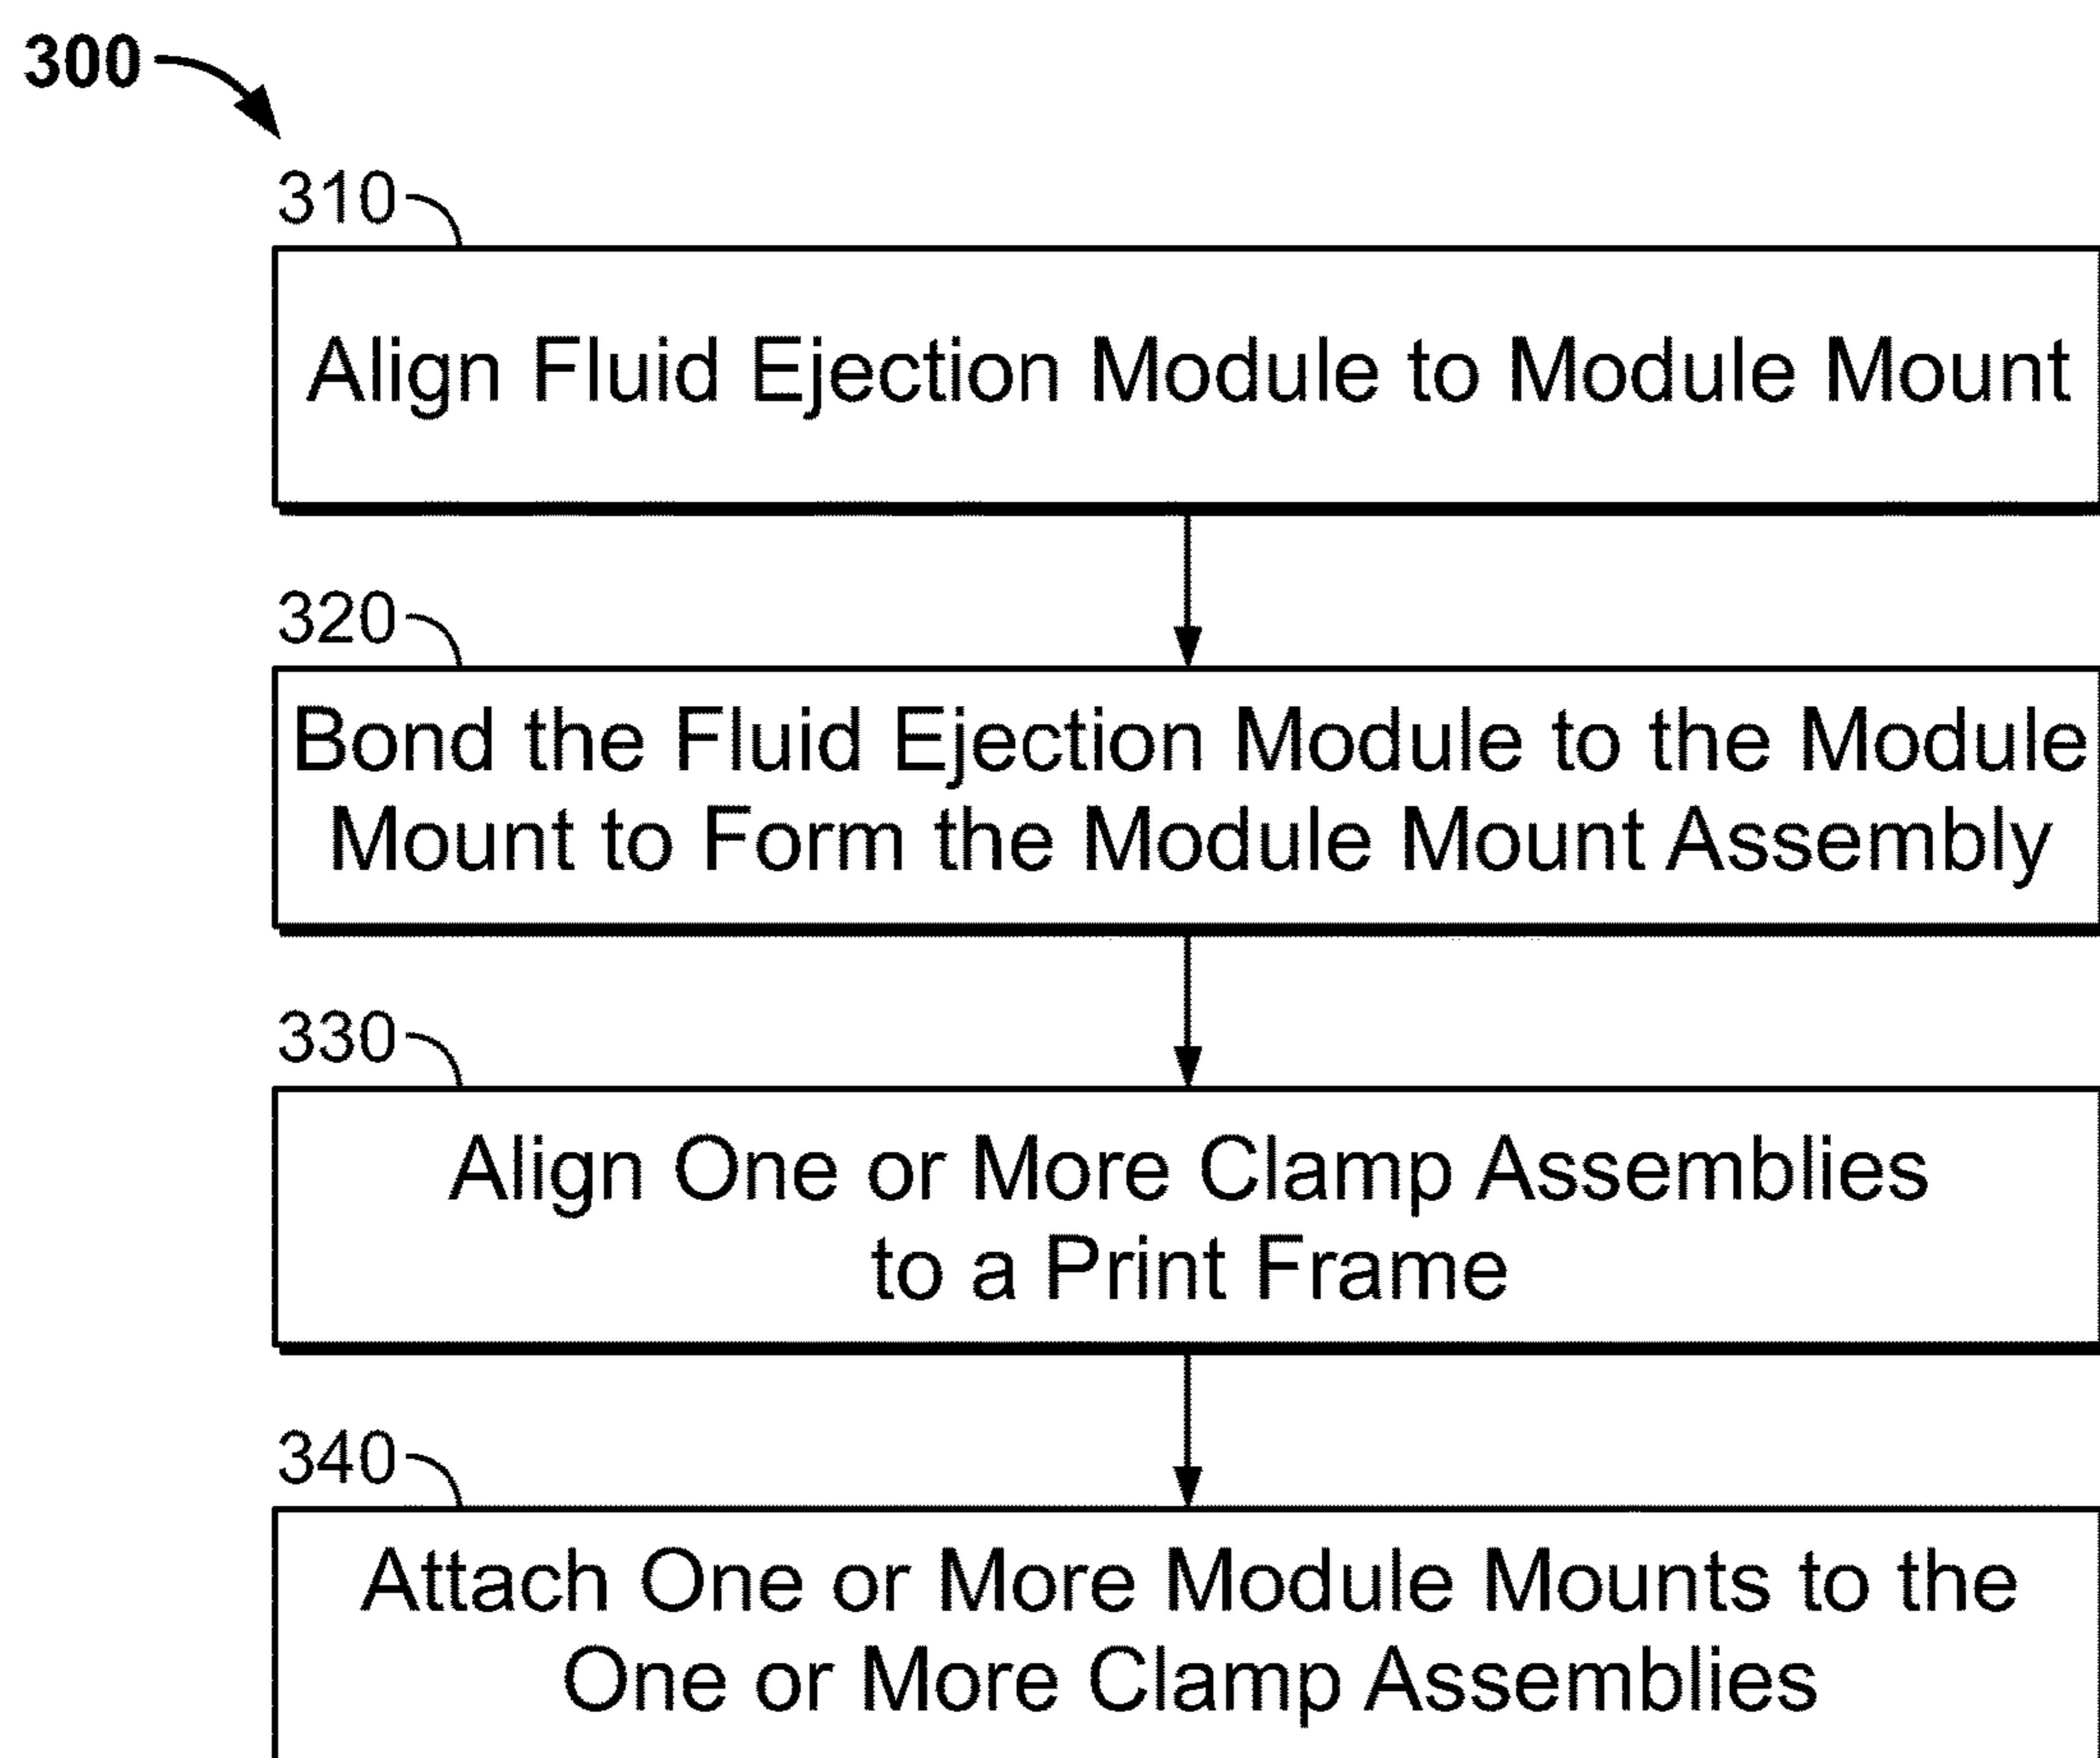 300
310
Align Fluid Ejection Module to Module Mount
320
Bond the Fluid Ejection Module to the Module
Mount to Form the Module Mount Assembly
330
Align One or More Clamp Assemblies
to a Print Frame
340
Attach One or More Module Mounts to the
One or More Clamp Assemblies